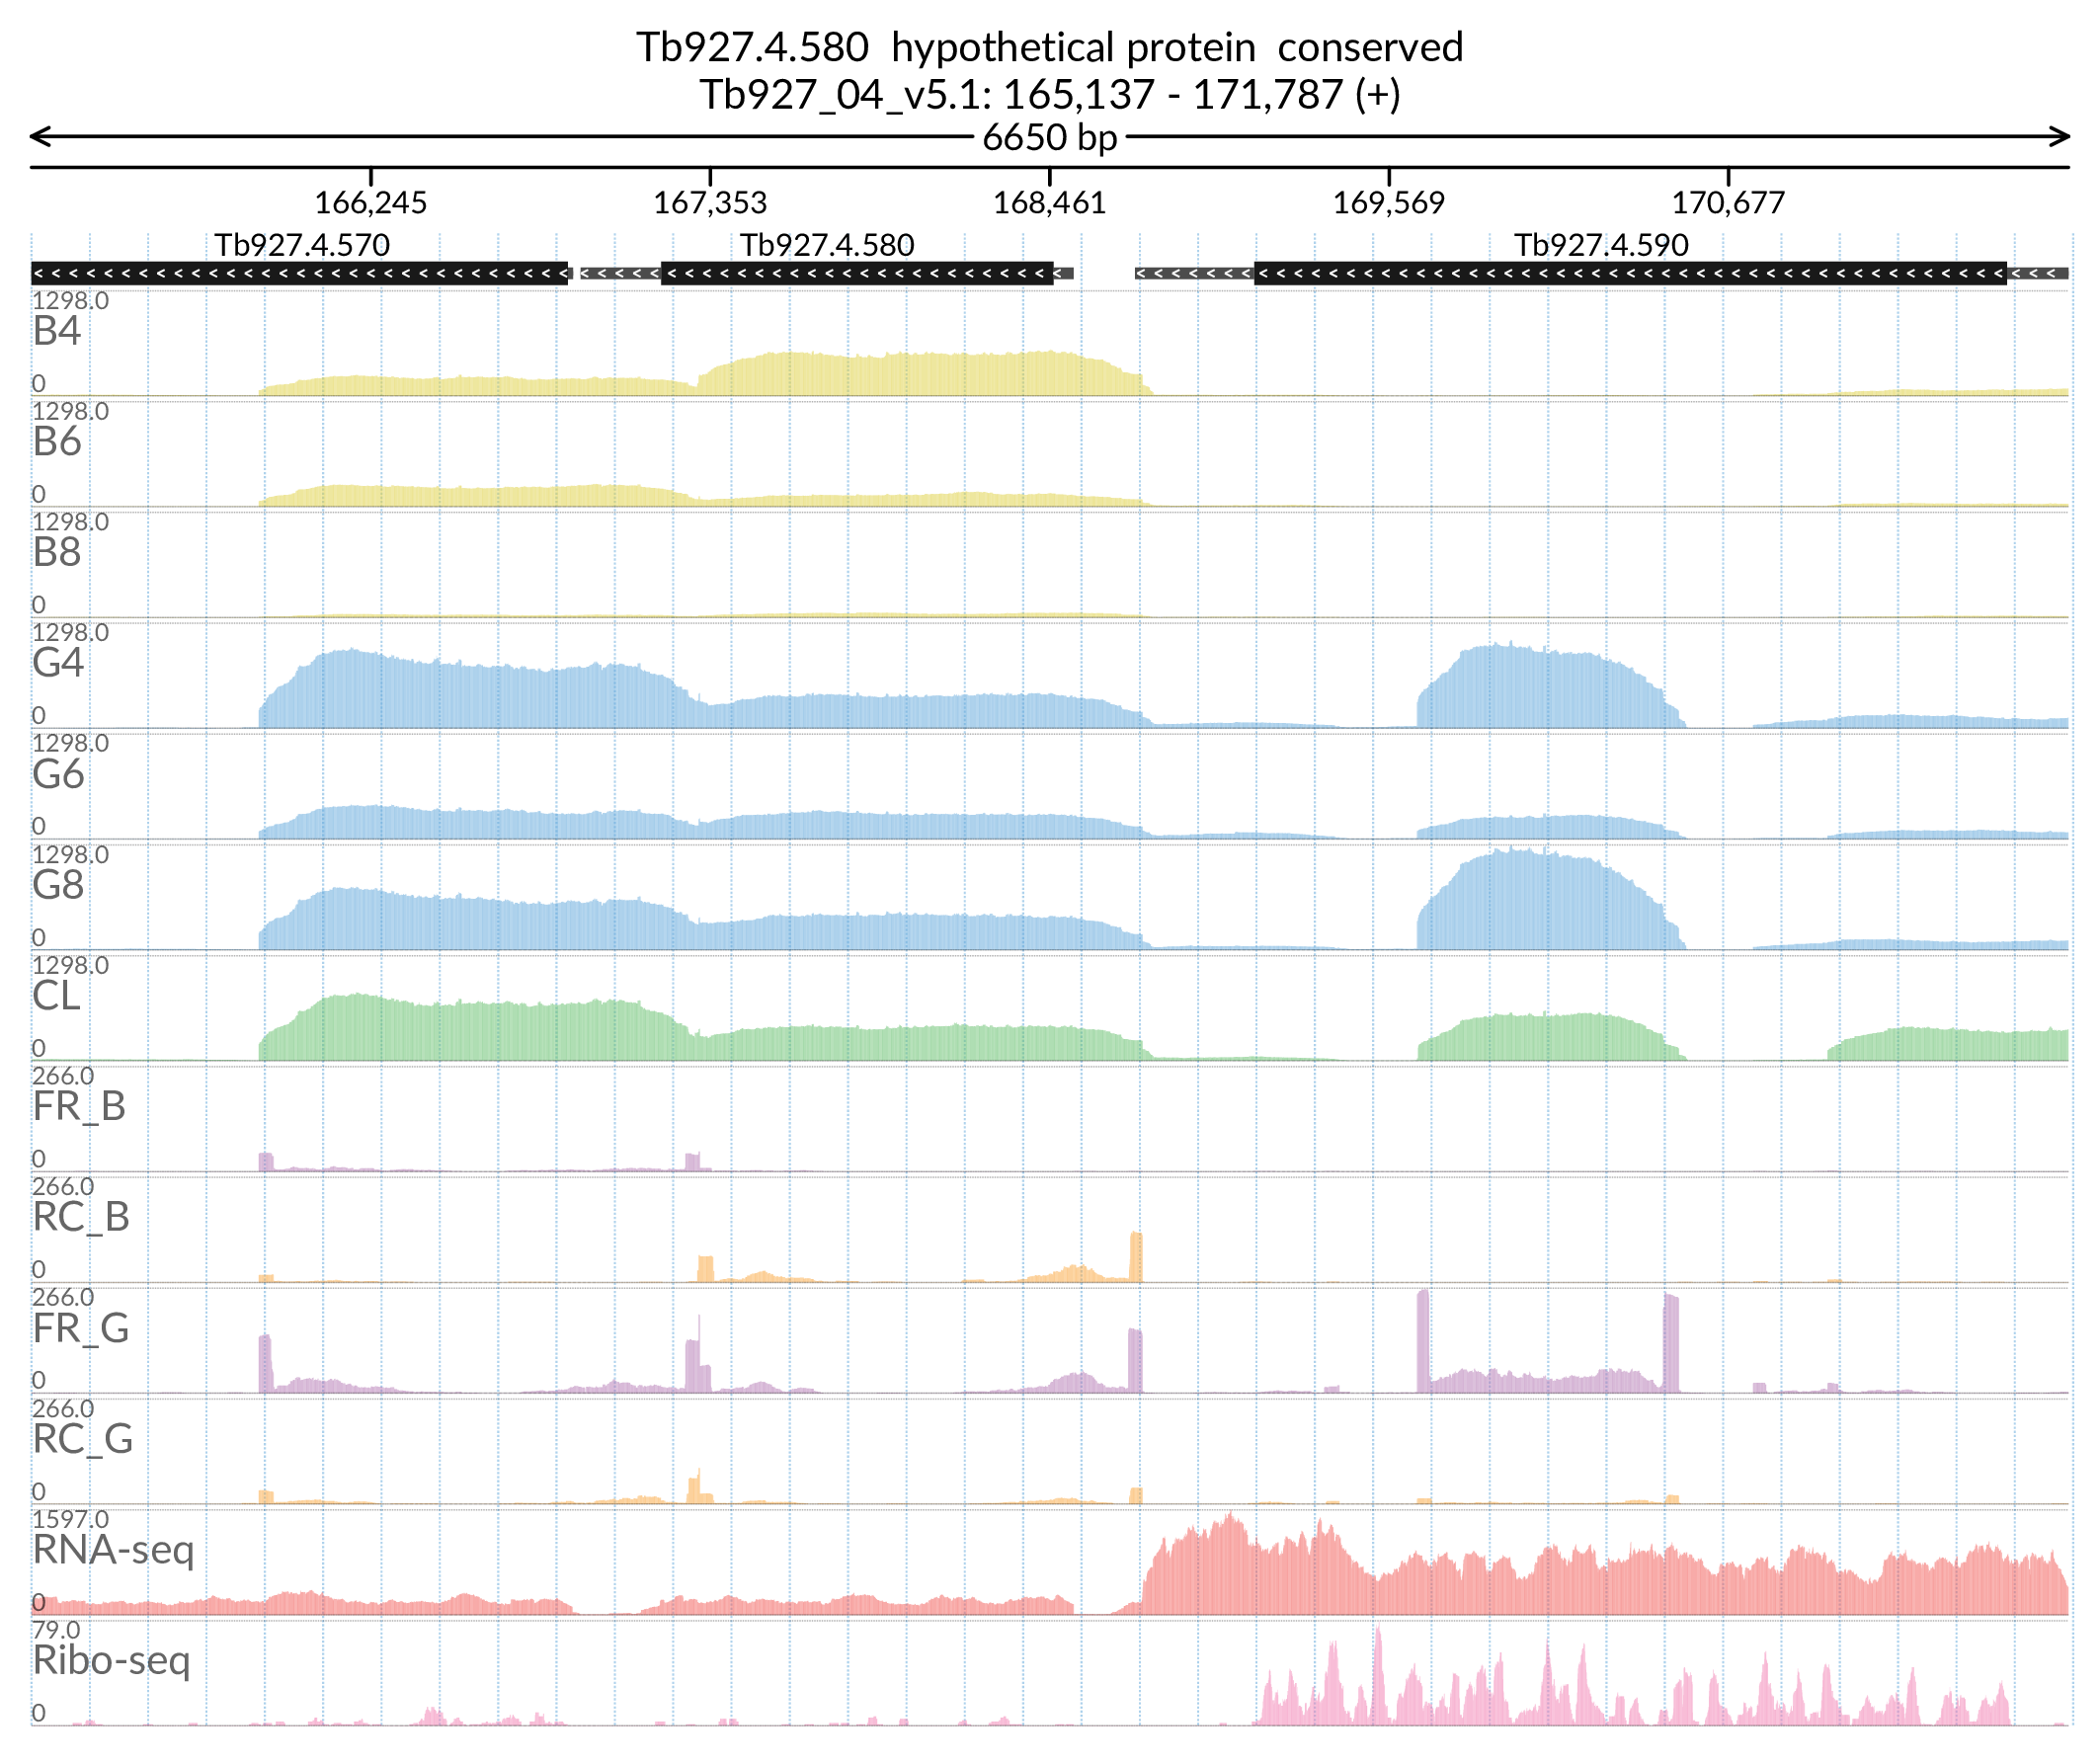 Tb927.4.580  hypothetical protein  conserved
Tb927_04_v5.1: 165,137 - 171,787 (+)
6650 bp
166,245 167,353 168,461 169,569 170,677
Tb927.4.570 Tb927.4.580 Tb927.4.590
1298.0
B4
0
1298.0
B6
0
1298.0
B8
0
1298.0
G4
0
1298.0
G6
0
1298.0
G8
0
1298.0
CL
0
266.0
FR_B
0
266.0
RC_B
0
266.0
FR_G
0
266.0
RC_G
0
1597.0
RNA-seq
0
79.0
Ribo-seq
0